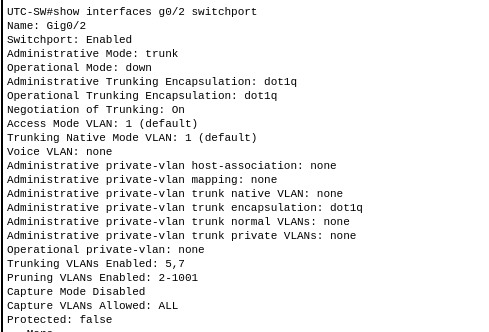 UTC-SW#show interfaces g0/2 switchport
Name: Gig0/2
Switchport: Enabled
Administrative Mode: trunk
Operational Mode: down
Administrative Trunking Encapsulation: dot1q
Operational Trunking Encapsulation: dot1q
Negotiation of Trunking: On
Access Mode VLAN: 1 (default)
Trunking Native Mode VLAN: 1 (default)
Voice VLAN: none
Administrative private-vlan host-association: none
Administrative private-vlan mapping: none
Administrative private-vlan trunk native VLAN: none
Administrative private-vlan trunk encapsulation: dot1q
Administrative private-vlan trunk normal VLANs: none
Administrative private-vlan trunk private VLANs: none
Operational private-vlan: none
Trunking VLANs Enabled: 5,7
Pruning VLANs Enabled: 2-1001
Capture Mode Disabled
Capture VLANs Allowed: ALL
Protected: false